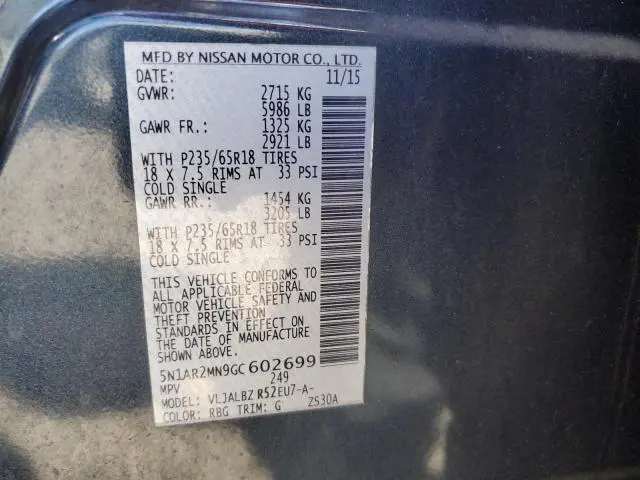 MFD BY NISSAN MOTOR CO., LTD.
DATE: 11/15
GVWR: 2715 KG
5986 LB
GAWR FR.: 1325 KG
2921 LB
WITH P235/65R18 TIRES
18 X 7.5 RIMS AT 33 PSI
COLD SINGLE
GAWR RR.: 1454 KG
3205 LB
WITH P235/65R18 TIRES
18 X 7.5 RIMS AT 33 PSI
COLD SINGLE
THIS VEHICLE CONFORMS TO
ALL APPLICABLE FEDERAL
MOTOR VEHICLE SAFETY AND
THEFT PREVENTION
STANDARDS IN EFFECT ON
THE DATE OF MANUFACTURE
SHOWN ABOVE.
5N1AR2MN9GC602699
MPV 249
MODEL: VLJALBZ R52EU7-A-
COLOR: RBG TRIM: G ZS30A